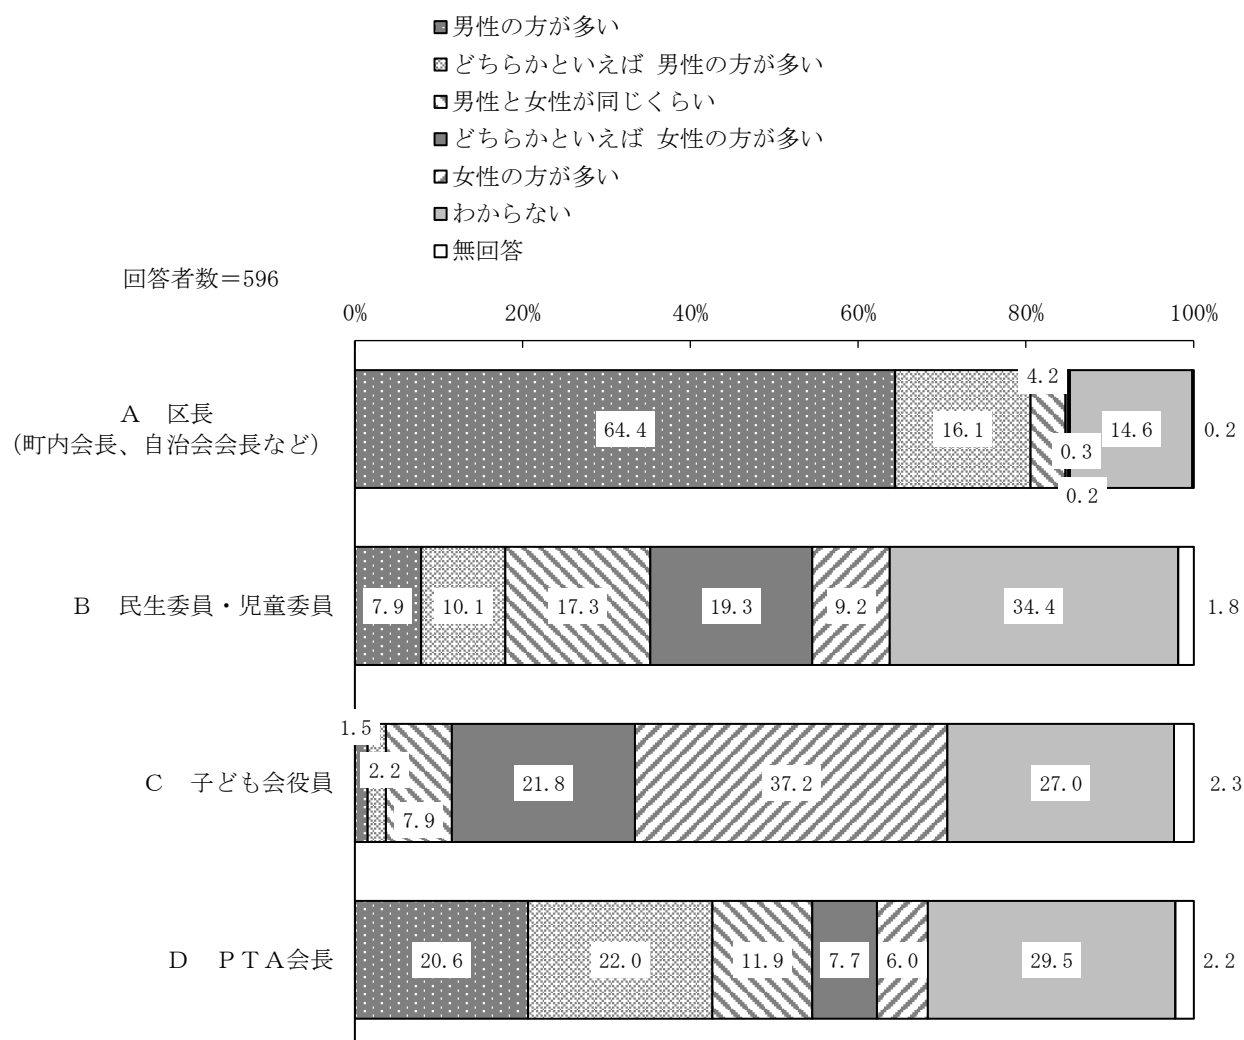 男性の方が多い
どちらかといえば 男性の方が多い
男性と女性が同じくらい
どちらかといえば 女性の方が多い
女性の方が多い
わからない
無回答
回答者数＝596
0% 20% 40% 60% 80% 100%
A 区長
(町内会長、自治会会長など)
64.4 16.1 4.2 0.3 0.2 14.6 0.2
B 民生委員・児童委員
7.9 10.1 17.3 19.3 9.2 34.4 1.8
C 子ども会役員
1.5 2.2 7.9 21.8 37.2 27.0 2.3
D ＰＴＡ会長
20.6 22.0 11.9 7.7 6.0 29.5 2.2